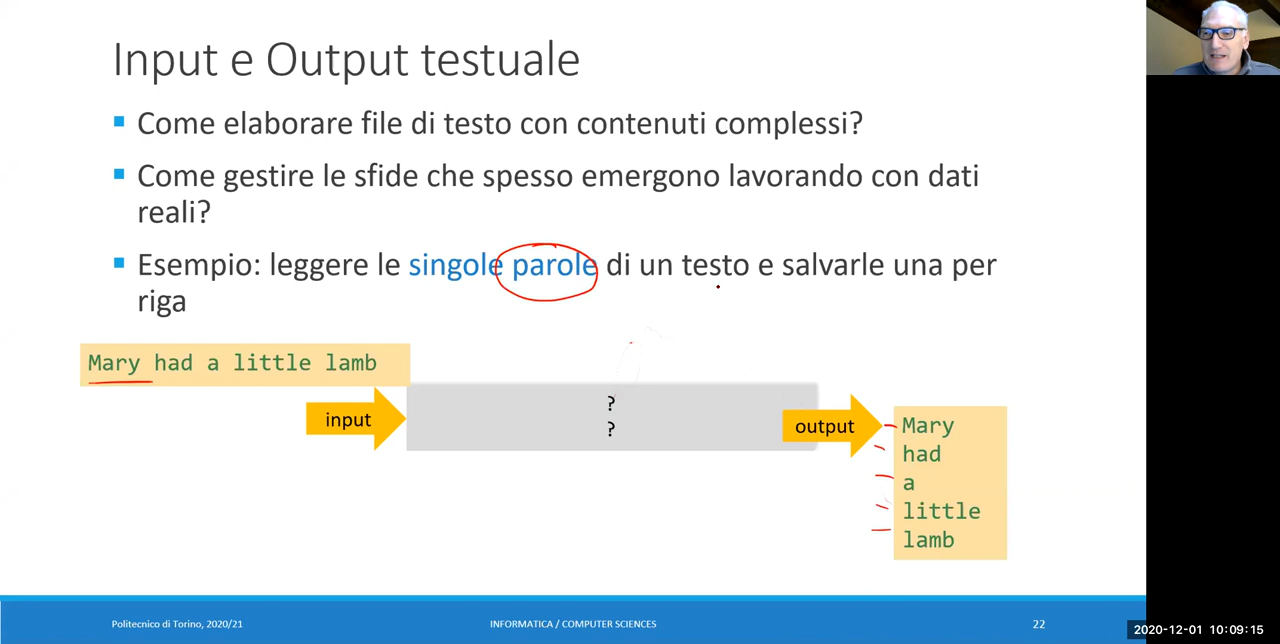 Input e Output testuale
Come elaborare file di testo con contenuti complessi?
Come gestire le sfide che spesso emergono lavorando con dati
reali?
Esempio: leggere le singole parole di un testo e salvarle una per
riga
Mary had a little lamb
input
?
?
output
Mary
had
a
little
lamb
Politecnico di Torino, 2020/21
INFORMATICA / COMPUTER SCIENCES
22
2020-12-01 10:09:15